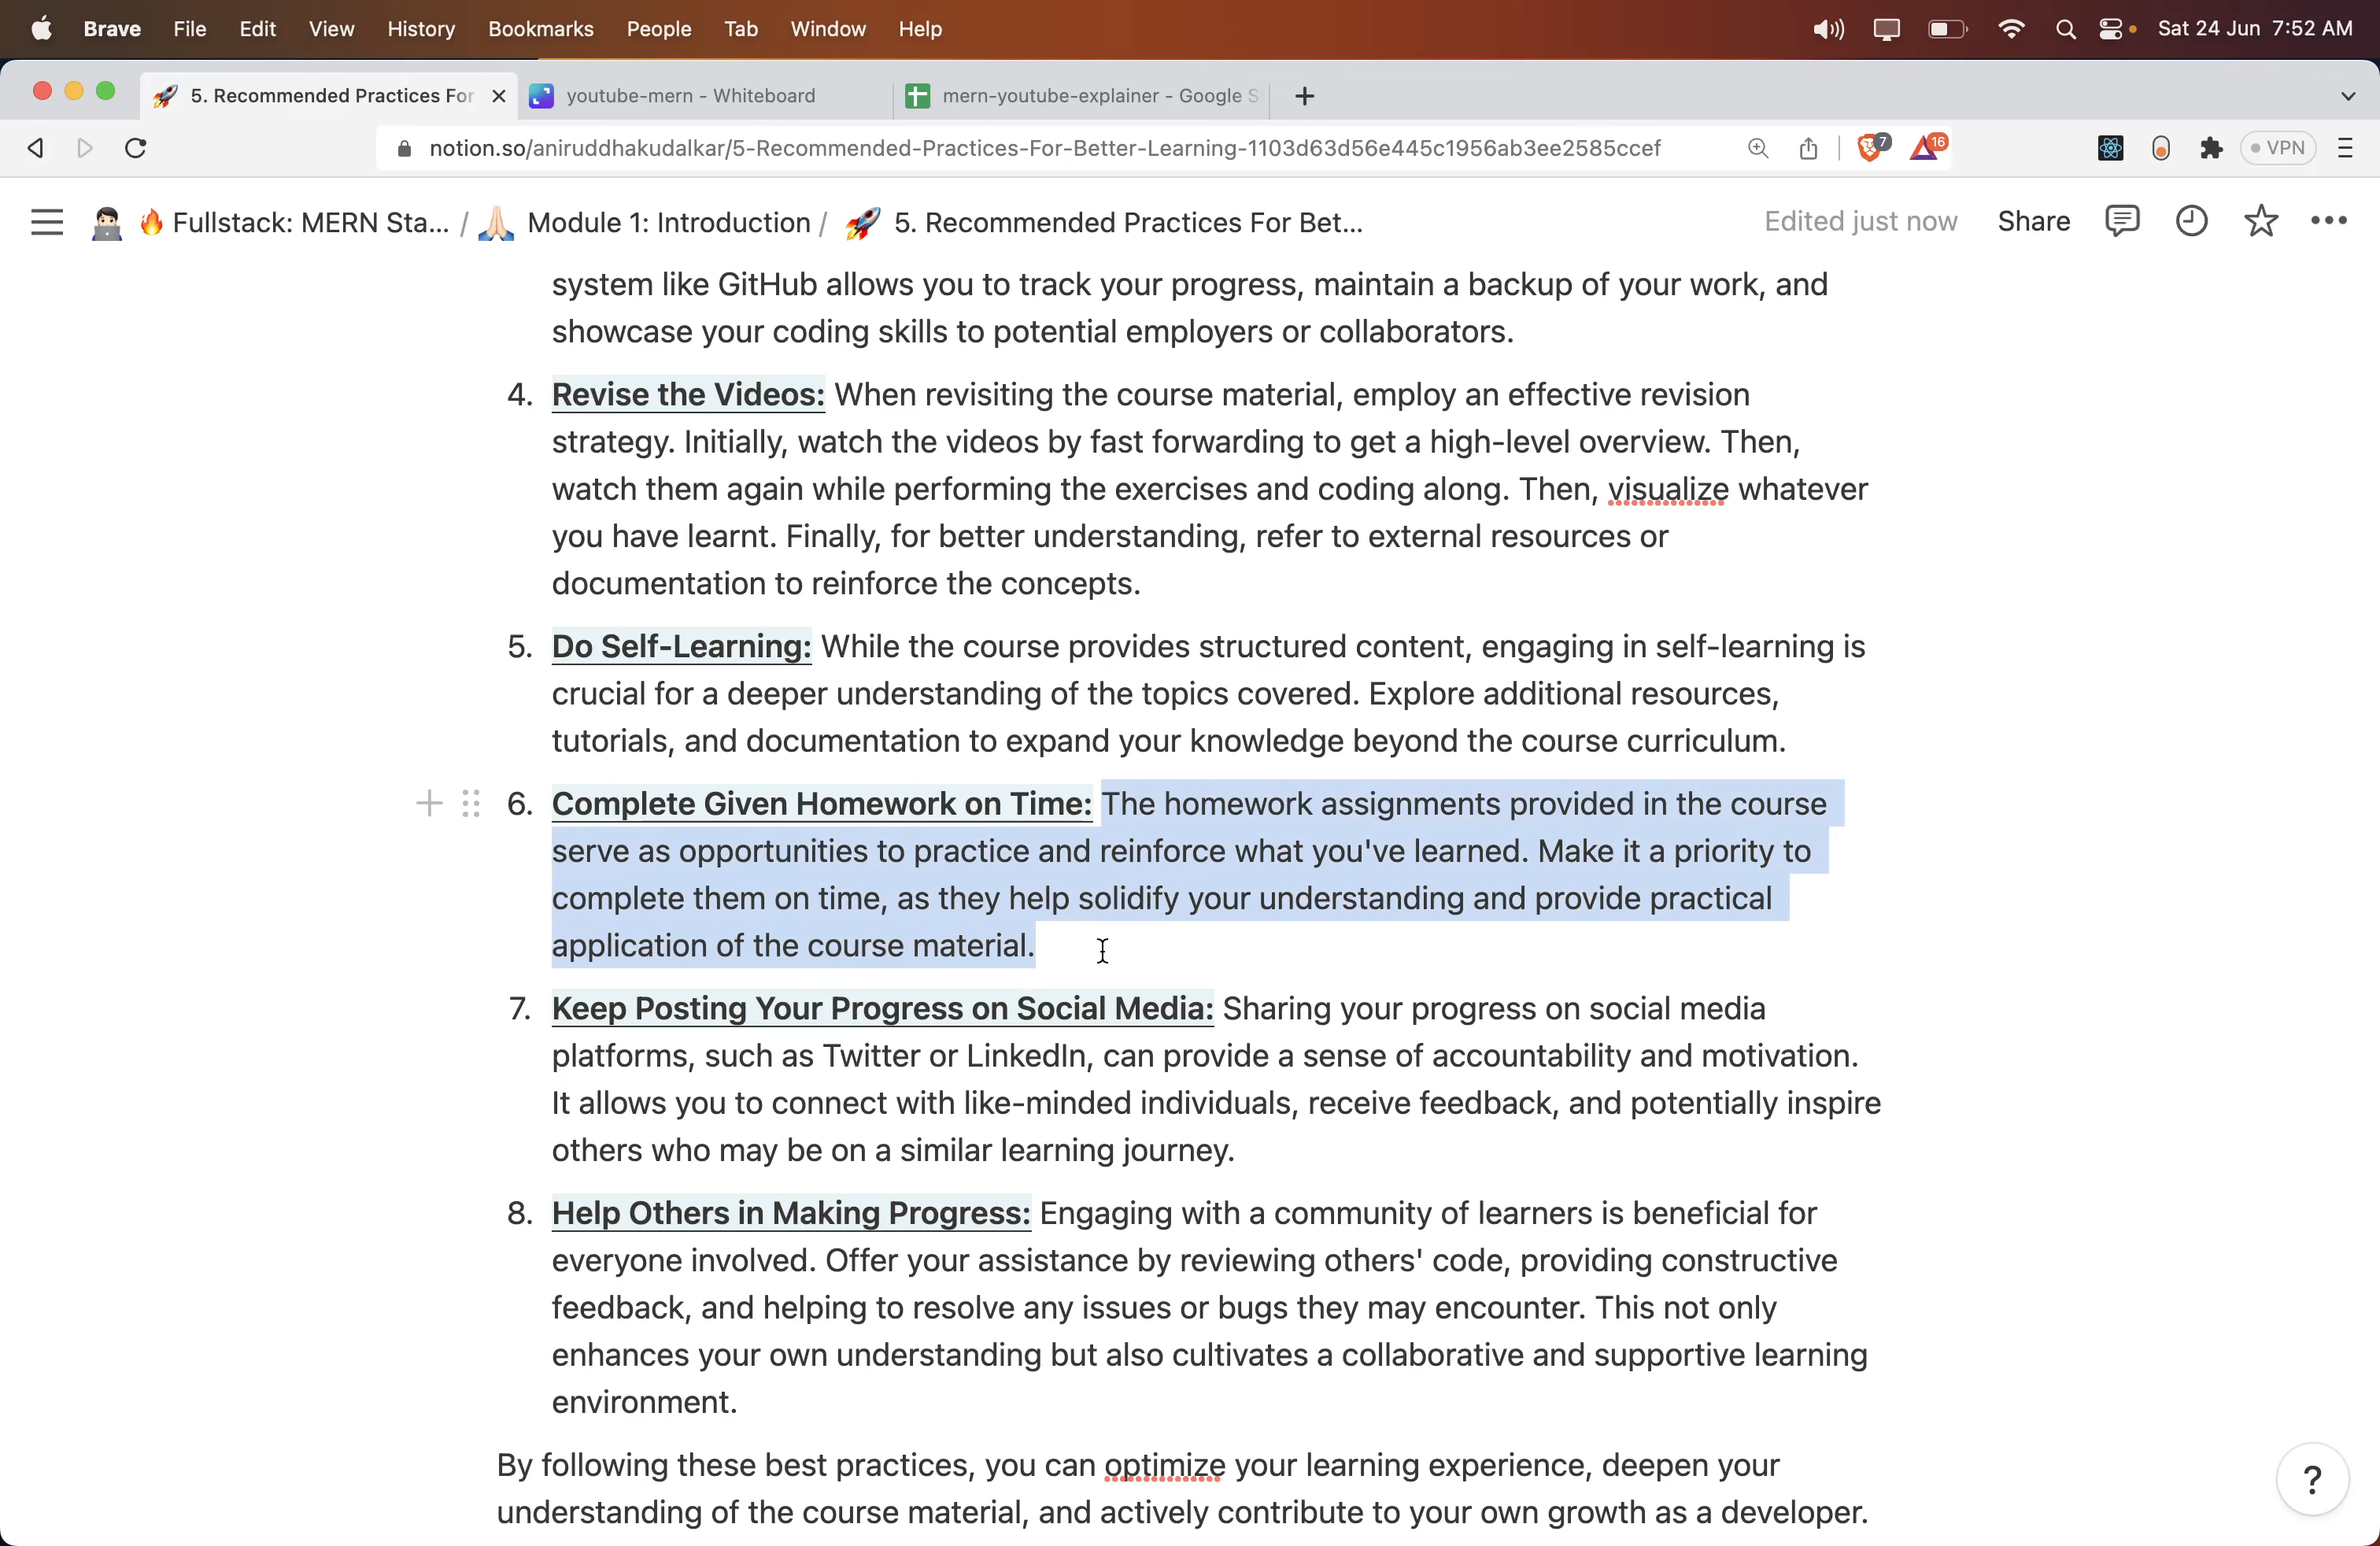 Brave File Edit View History Bookmarks People Tab Window Help Sat 24 Jun 7:52 AM
5. Recommended Practices For youtube-mern - Whiteboard mern-youtube-explainer - Google S
notion.so/aniruddhakudalkar/5-Recommended-Practices-For-Better-Learning-1103d63d56e445c1956ab3ee2585ccef 7 16 VPN
Fullstack: MERN Sta... / Module 1: Introduction / 5. Recommended Practices For Bet... Edited just now Share
system like GitHub allows you to track your progress, maintain a backup of your work, and
showcase your coding skills to potential employers or collaborators.
4. Revise the Videos: When revisiting the course material, employ an effective revision
strategy. Initially, watch the videos by fast forwarding to get a high-level overview. Then,
watch them again while performing the exercises and coding along. Then, visualize whatever
you have learnt. Finally, for better understanding, refer to external resources or
documentation to reinforce the concepts.
5. Do Self-Learning: While the course provides structured content, engaging in self-learning is
crucial for a deeper understanding of the topics covered. Explore additional resources,
tutorials, and documentation to expand your knowledge beyond the course curriculum.
6. Complete Given Homework on Time: The homework assignments provided in the course
serve as opportunities to practice and reinforce what you've learned. Make it a priority to
complete them on time, as they help solidify your understanding and provide practical
application of the course material.
7. Keep Posting Your Progress on Social Media: Sharing your progress on social media
platforms, such as Twitter or LinkedIn, can provide a sense of accountability and motivation.
It allows you to connect with like-minded individuals, receive feedback, and potentially inspire
others who may be on a similar learning journey.
8. Help Others in Making Progress: Engaging with a community of learners is beneficial for
everyone involved. Offer your assistance by reviewing others' code, providing constructive
feedback, and helping to resolve any issues or bugs they may encounter. This not only
enhances your own understanding but also cultivates a collaborative and supportive learning
environment.
By following these best practices, you can optimize your learning experience, deepen your
understanding of the course material, and actively contribute to your own growth as a developer.
?